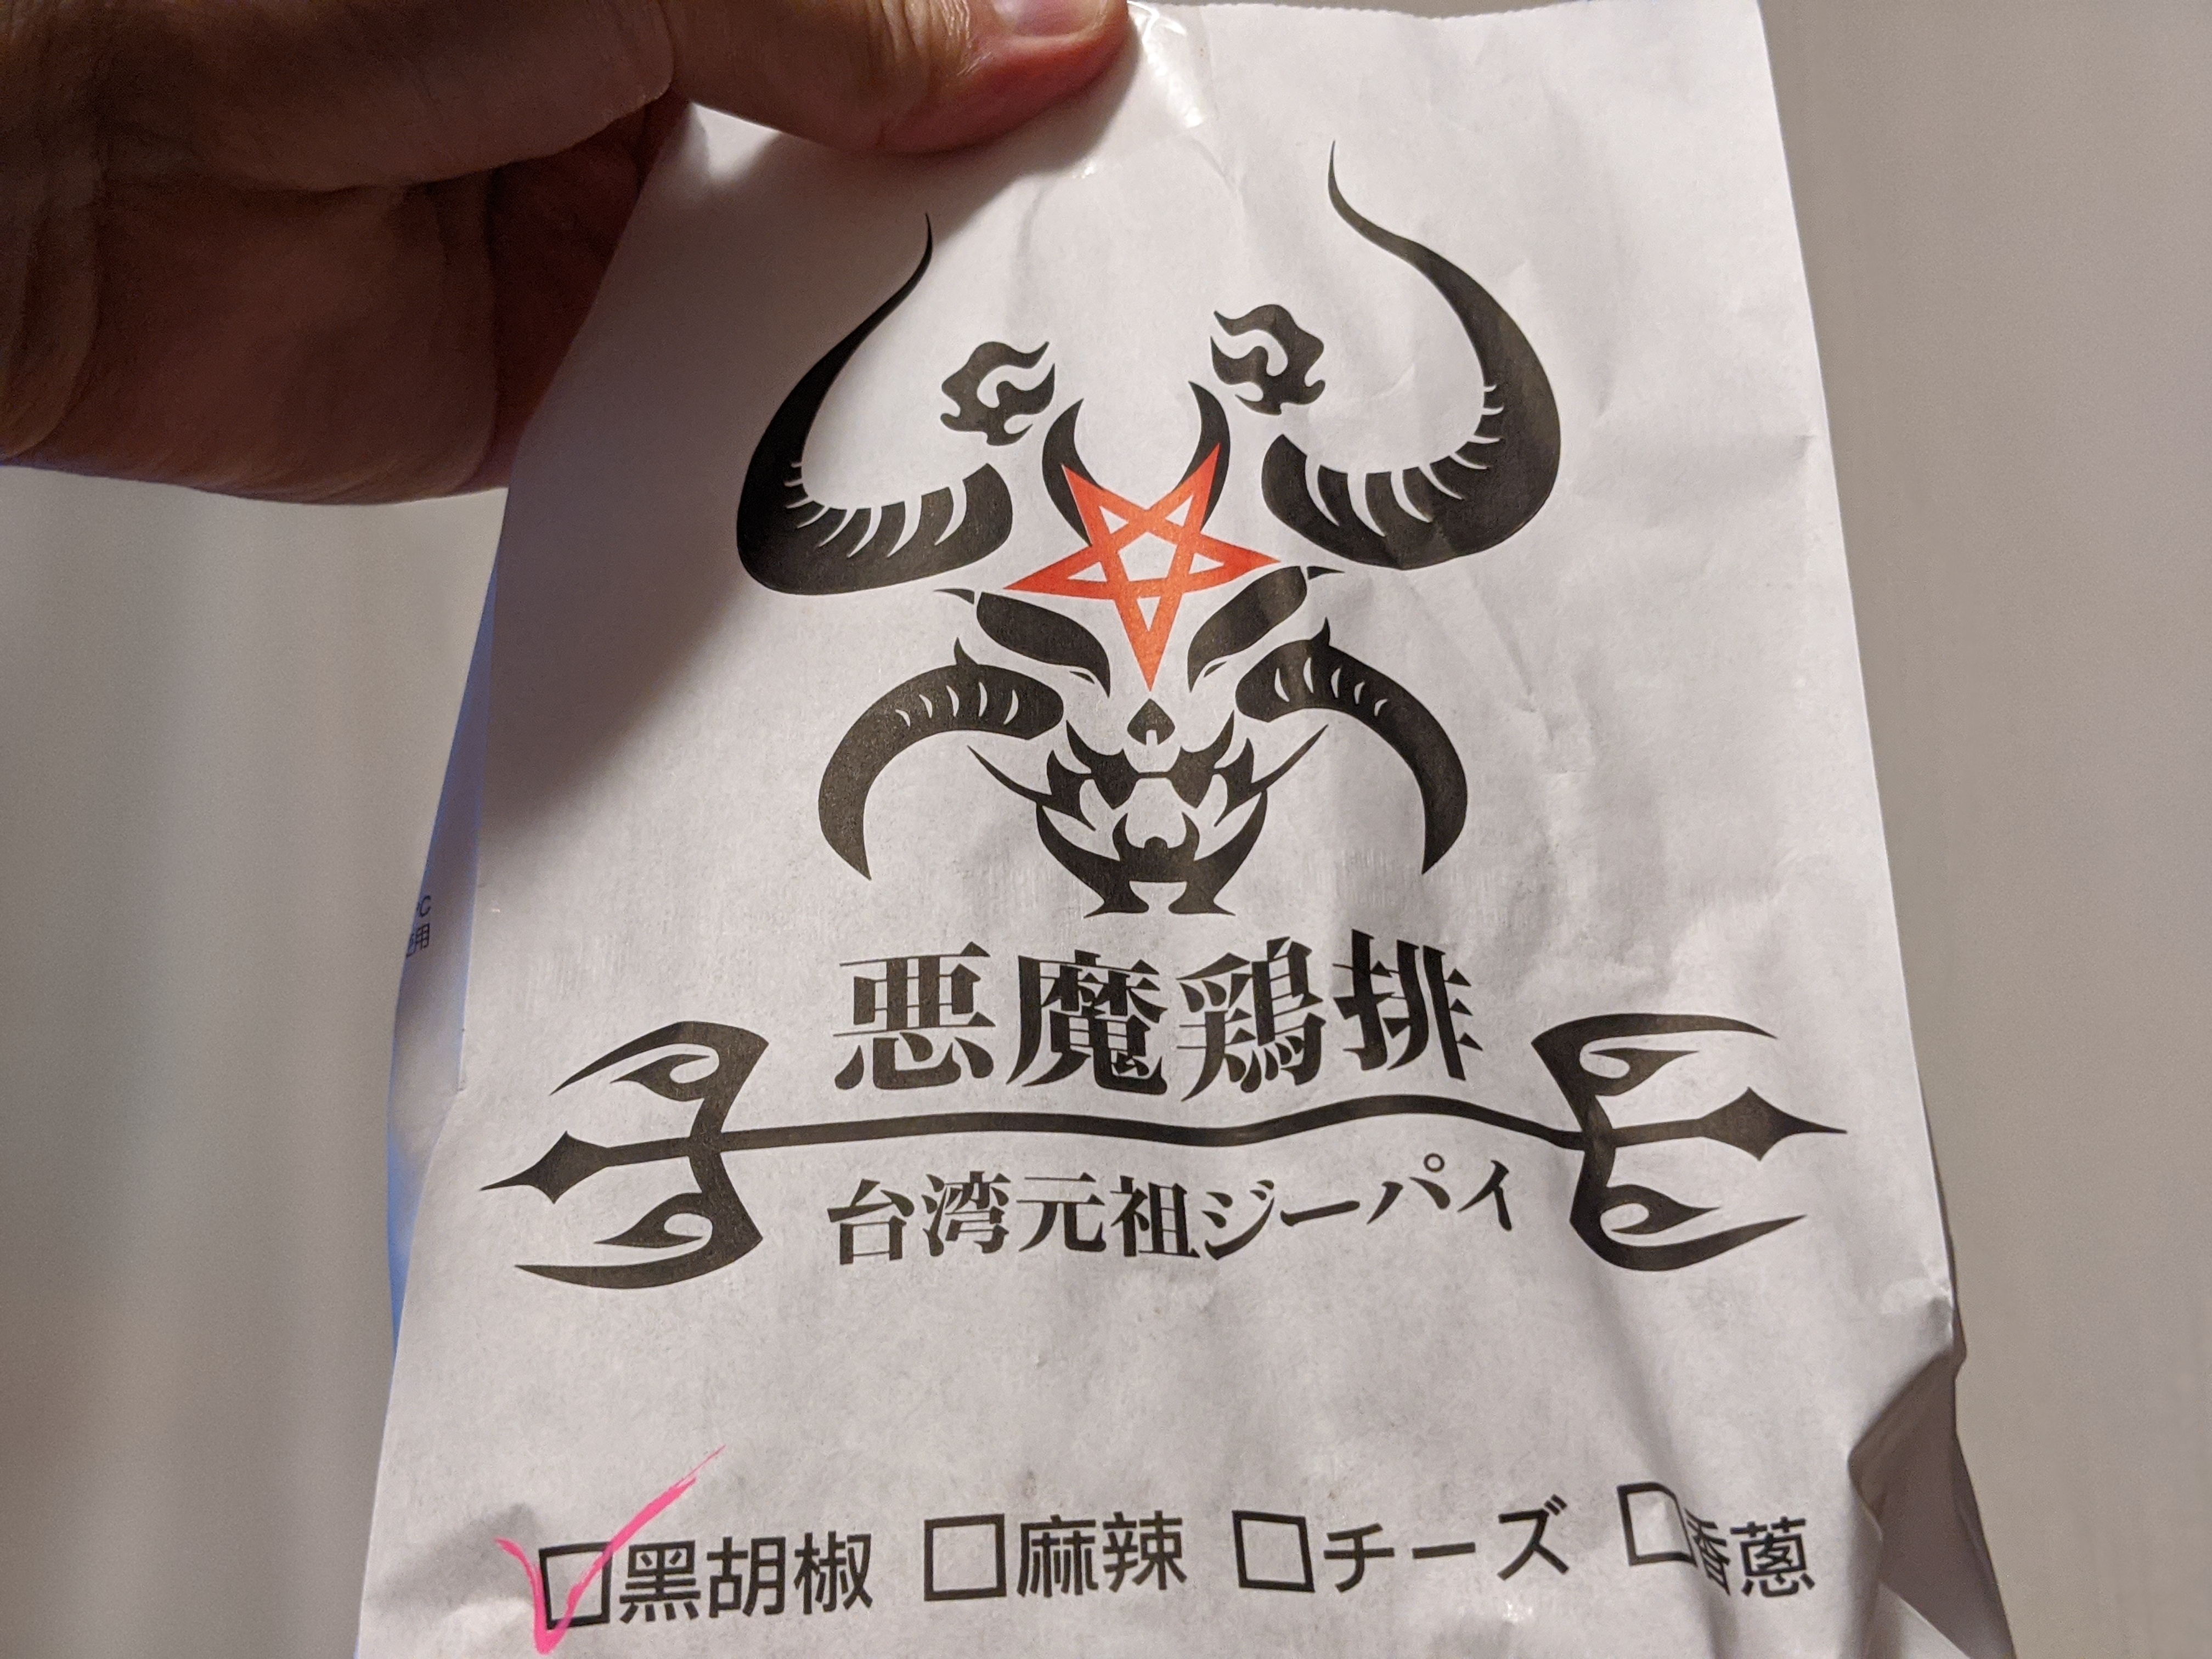 悪魔鶏排
台湾元祖ジーパイ
□黑胡椒 □麻辣 □チーズ □香蔥